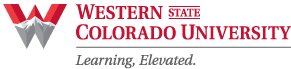 WESTERN STATE
COLORADO UNIVERSITY
Learning, Elevated.